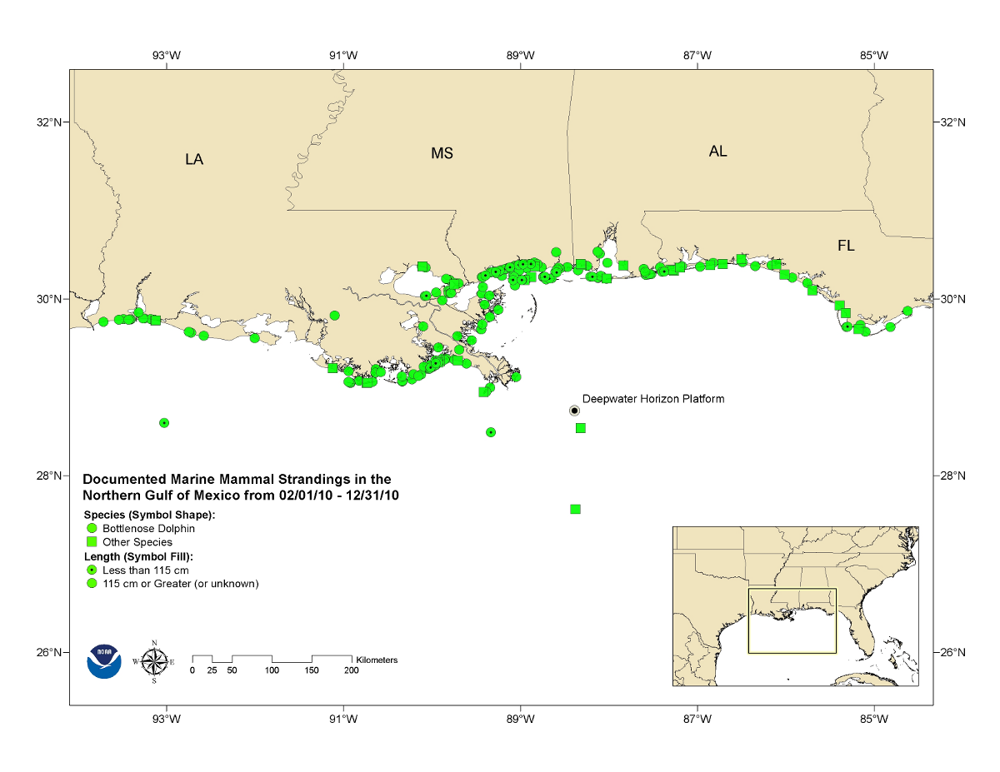 93°W 91°W 89°W 87°W 85°W
32°N 32°N
LA MS AL
FL
30°N 30°N
Deepwater Horizon Platform
28°N 28°N
Documented Marine Mammal Strandings in the
Northern Gulf of Mexico from 02/01/10 - 12/31/10
Species (Symbol Shape):
Bottlenose Dolphin
Other Species
Length (Symbol Fill):
Less than 115 cm
115 cm or Greater (or unknown)
26°N 26°N
NOAA
N
W E
S
Kilometers
0 25 50 100 150 200
93°W 91°W 89°W 87°W 85°W